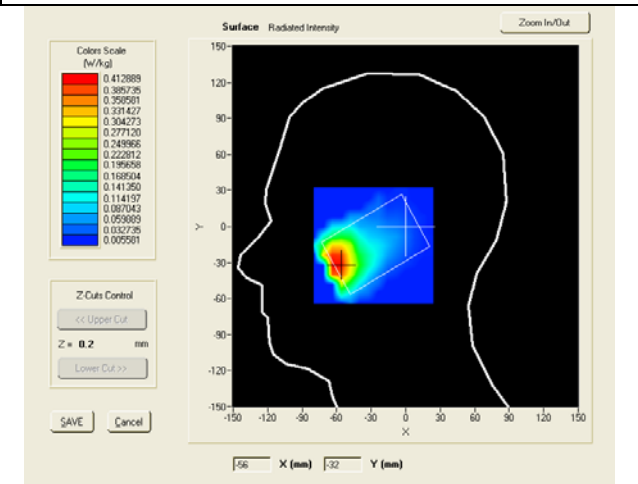 Surface Radiated Intensity
Zoom In/Out
Colors Scale
(W/kg)
0.412889
0.385735
0.358581
0.331427
0.304273
0.277120
0.249966
0.222812
0.195658
0.168504
0.141350
0.114197
0.087043
0.059889
0.032735
0.005581
Z-Cuts Control
<< Upper Cut
Z = 0.2 mm
Lower Cut >>
SAVE Cancel
150-
120-
90-
60-
30-
0-
-30-
-60-
-90-
-120-
-150-
Y
-150 -120 -90 -60 -30 0 30 60 90 120 150
X
-56 X (mm) -32 Y (mm)